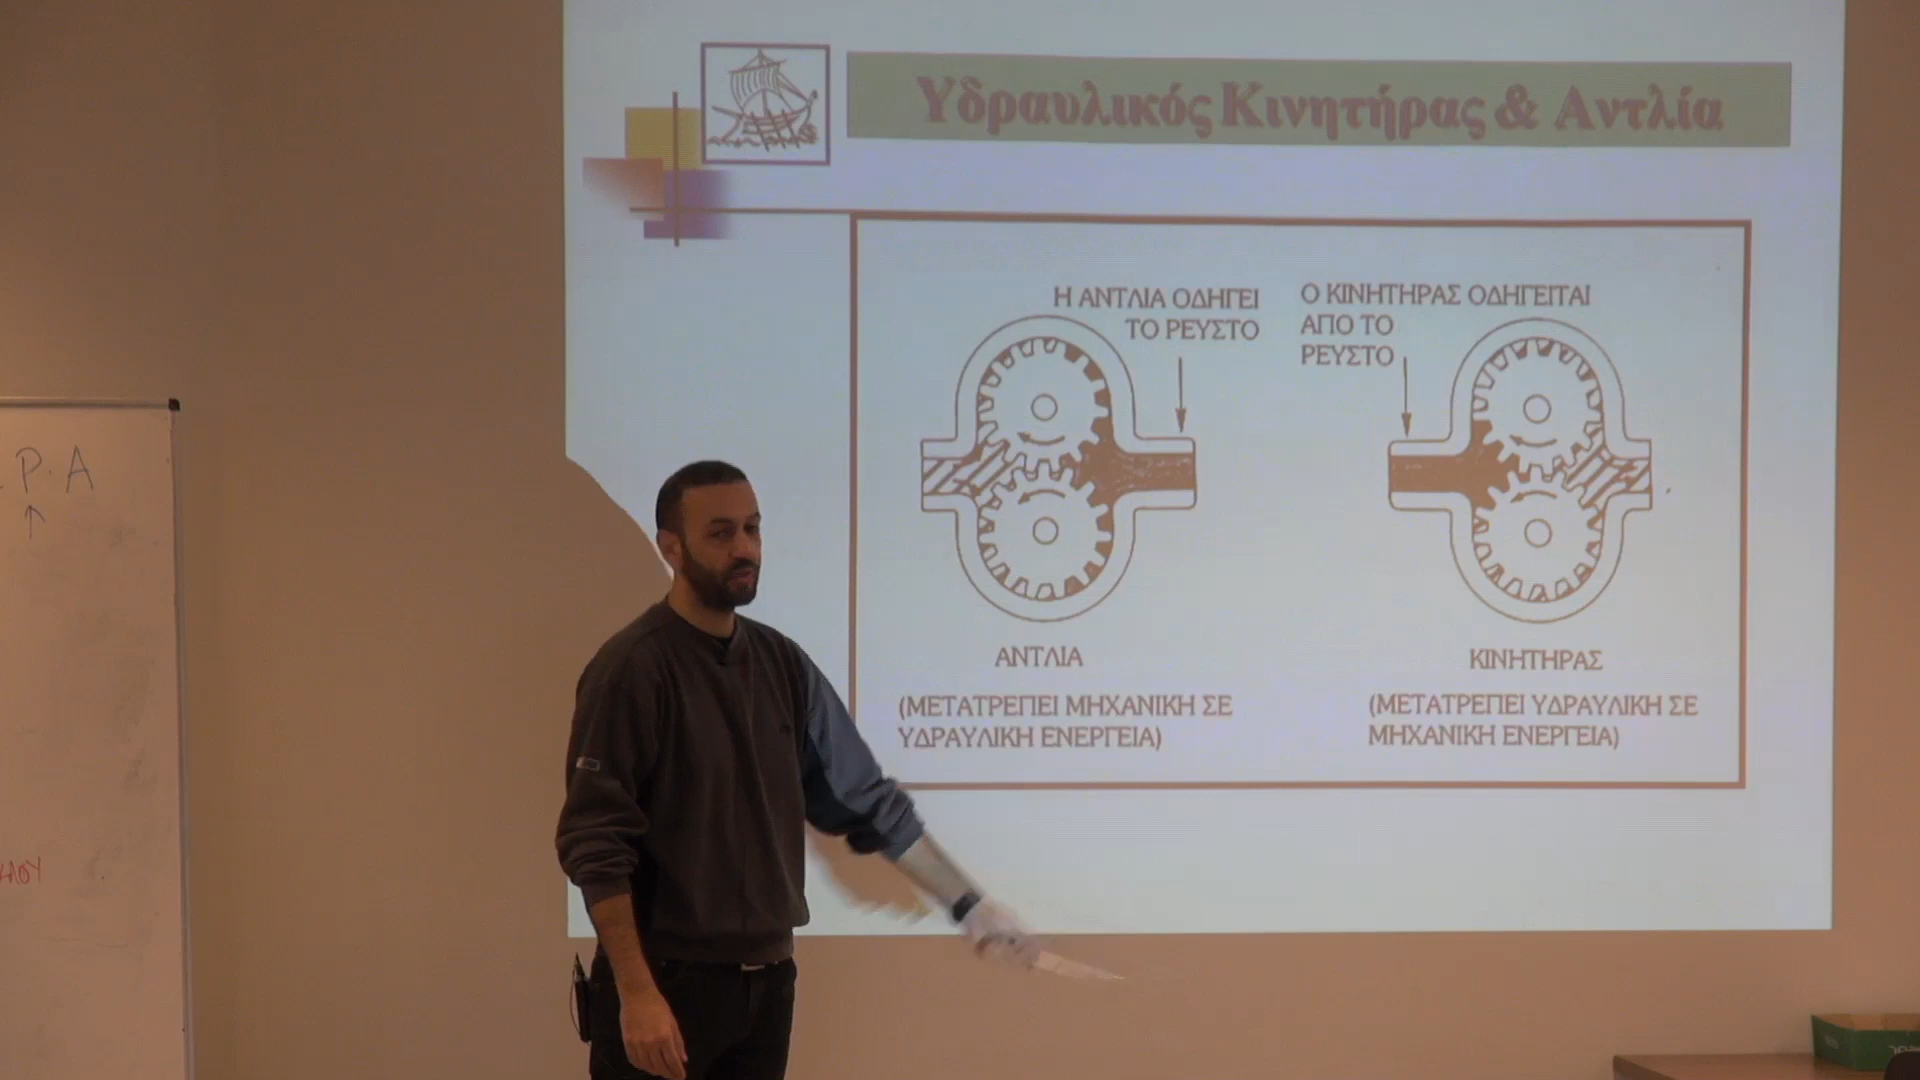 Υδραυλικός Κινητήρας & Αντλία
Η ΑΝΤΛΙΑ ΟΔΗΓΕΙ
ΤΟ ΡΕΥΣΤΟ
Ο ΚΙΝΗΤΗΡΑΣ ΟΔΗΓΕΙΤΑΙ
ΑΠΟ ΤΟ
ΡΕΥΣΤΟ
ΑΝΤΛΙΑ
(ΜΕΤΑΤΡΕΠΕΙ ΜΗΧΑΝΙΚΗ ΣΕ
ΥΔΡΑΥΛΙΚΗ ΕΝΕΡΓΕΙΑ)
ΚΙΝΗΤΗΡΑΣ
(ΜΕΤΑΤΡΕΠΕΙ ΥΔΡΑΥΛΙΚΗ ΣΕ
ΜΗΧΑΝΙΚΗ ΕΝΕΡΓΕΙΑ)
P. A